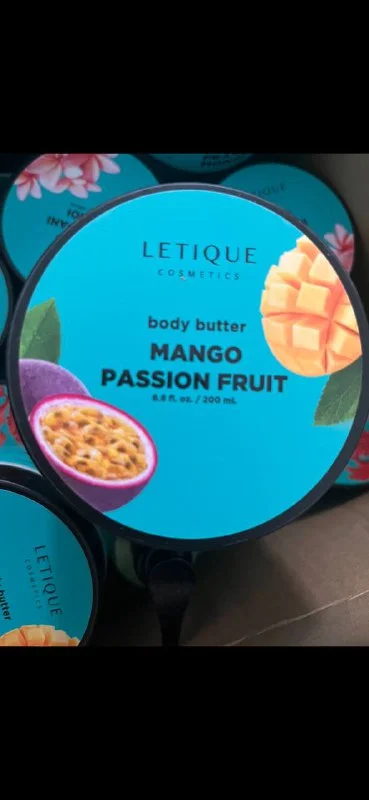 LETIQUE
COSMETICS
body butter
MANGO
PASSION FRUIT
6.8 fl. oz. / 200 mL
LETIQUE
COSMETICS
butter